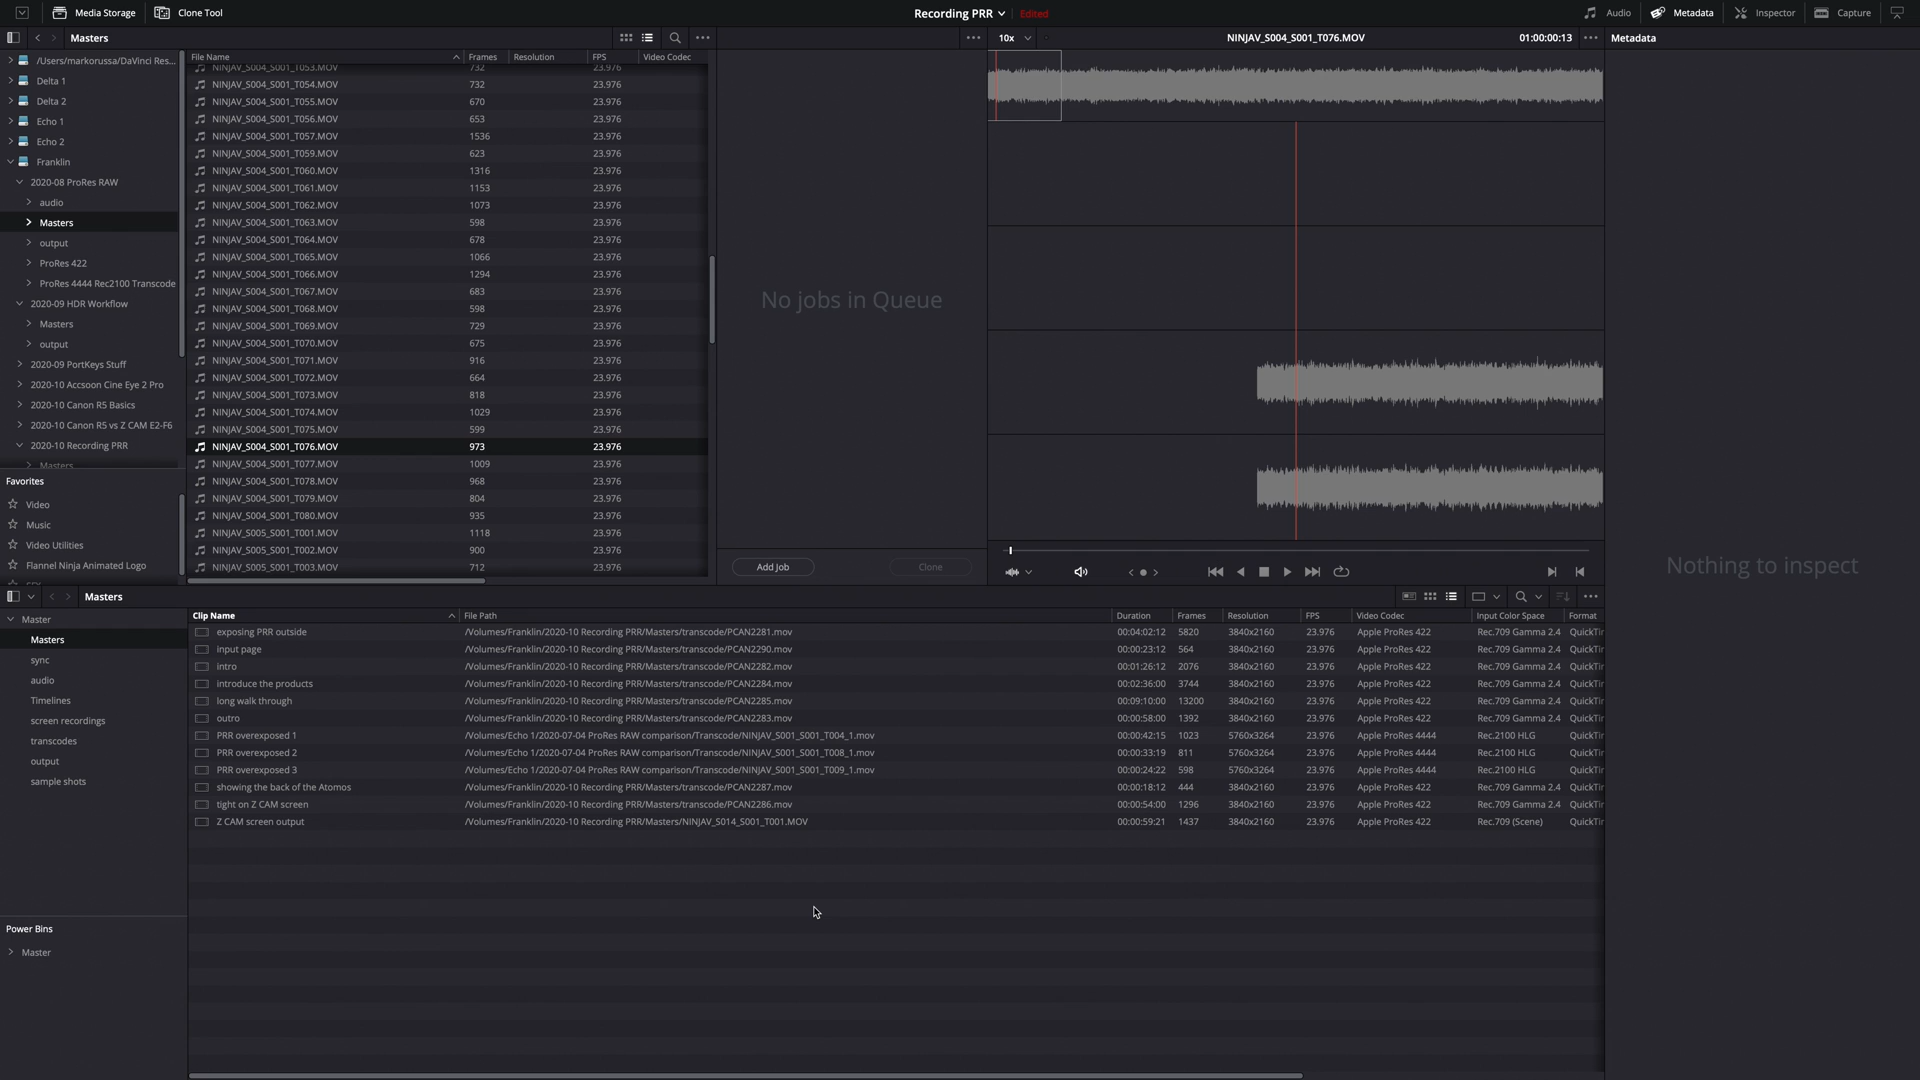 Media Storage Clone Tool Recording PRR Edited Audio Metadata Inspector Capture
Masters 10x NINJAV_S004_S001_T076.MOV 01:00:00:13 Metadata
File Name Frames Resolution FPS Video Codec
/Users/markorussa/DaVinci Res...
Delta 1
Delta 2
Echo 1
Echo 2
Franklin
2020-08 ProRes RAW
audio
Masters
output
ProRes 422
ProRes 4444 Rec2100 Transcode
2020-09 HDR Workflow
Masters
output
2020-09 PortKeys Stuff
2020-10 Accsoon Cine Eye 2 Pro
2020-10 Canon R5 Basics
2020-10 Canon R5 vs Z CAM E2-F6
2020-10 Recording PRR
Masters
Favorites
Video
Music
Video Utilities
Flannel Ninja Animated Logo
NINJAV_S004_S001_T053.MOV 732 23.976
NINJAV_S004_S001_T054.MOV 732 23.976
NINJAV_S004_S001_T055.MOV 670 23.976
NINJAV_S004_S001_T056.MOV 653 23.976
NINJAV_S004_S001_T057.MOV 1536 23.976
NINJAV_S004_S001_T059.MOV 623 23.976
NINJAV_S004_S001_T060.MOV 1316 23.976
NINJAV_S004_S001_T061.MOV 1153 23.976
NINJAV_S004_S001_T062.MOV 1073 23.976
NINJAV_S004_S001_T063.MOV 598 23.976
NINJAV_S004_S001_T064.MOV 678 23.976
NINJAV_S004_S001_T065.MOV 1066 23.976
NINJAV_S004_S001_T066.MOV 1294 23.976
NINJAV_S004_S001_T067.MOV 683 23.976
NINJAV_S004_S001_T068.MOV 598 23.976
NINJAV_S004_S001_T069.MOV 729 23.976
NINJAV_S004_S001_T070.MOV 675 23.976
NINJAV_S004_S001_T071.MOV 916 23.976
NINJAV_S004_S001_T072.MOV 664 23.976
NINJAV_S004_S001_T073.MOV 818 23.976
NINJAV_S004_S001_T074.MOV 1029 23.976
NINJAV_S004_S001_T075.MOV 599 23.976
NINJAV_S004_S001_T076.MOV 973 23.976
NINJAV_S004_S001_T077.MOV 1009 23.976
NINJAV_S004_S001_T078.MOV 968 23.976
NINJAV_S004_S001_T079.MOV 804 23.976
NINJAV_S004_S001_T080.MOV 935 23.976
NINJAV_S005_S001_T001.MOV 1118 23.976
NINJAV_S005_S001_T002.MOV 900 23.976
NINJAV_S005_S001_T003.MOV 712 23.976
No jobs in Queue
Add Job Clone
Nothing to inspect
Masters
Master
Masters
sync
audio
Timelines
screen recordings
transcodes
output
sample shots
Power Bins
Master
Clip Name File Path Duration Frames Resolution FPS Video Codec Input Color Space Format
exposing PRR outside /Volumes/Franklin/2020-10 Recording PRR/Masters/transcode/PCAN2281.mov 00:04:02:12 5820 3840x2160 23.976 Apple ProRes 422 Rec.709 Gamma 2.4 QuickTir
input page /Volumes/Franklin/2020-10 Recording PRR/Masters/transcode/PCAN2290.mov 00:00:23:12 564 3840x2160 23.976 Apple ProRes 422 Rec.709 Gamma 2.4 QuickTir
intro /Volumes/Franklin/2020-10 Recording PRR/Masters/transcode/PCAN2282.mov 00:01:26:12 2076 3840x2160 23.976 Apple ProRes 422 Rec.709 Gamma 2.4 QuickTir
introduce the products /Volumes/Franklin/2020-10 Recording PRR/Masters/transcode/PCAN2284.mov 00:02:36:00 3744 3840x2160 23.976 Apple ProRes 422 Rec.709 Gamma 2.4 QuickTir
long walk through /Volumes/Franklin/2020-10 Recording PRR/Masters/transcode/PCAN2285.mov 00:09:10:00 13200 3840x2160 23.976 Apple ProRes 422 Rec.709 Gamma 2.4 QuickTir
outro /Volumes/Franklin/2020-10 Recording PRR/Masters/transcode/PCAN2283.mov 00:00:58:00 1392 3840x2160 23.976 Apple ProRes 422 Rec.709 Gamma 2.4 QuickTir
PRR overexposed 1 /Volumes/Echo 1/2020-07-04 ProRes RAW comparison/Transcode/NINJAV_S001_S001_T004_1.mov 00:00:42:15 1023 5760x3264 23.976 Apple ProRes 4444 Rec.2100 HLG QuickTir
PRR overexposed 2 /Volumes/Echo 1/2020-07-04 ProRes RAW comparison/Transcode/NINJAV_S001_S001_T008_1.mov 00:00:33:19 811 5760x3264 23.976 Apple ProRes 4444 Rec.2100 HLG QuickTir
PRR overexposed 3 /Volumes/Echo 1/2020-07-04 ProRes RAW comparison/Transcode/NINJAV_S001_S001_T009_1.mov 00:00:24:22 598 5760x3264 23.976 Apple ProRes 4444 Rec.2100 HLG QuickTir
showing the back of the Atomos /Volumes/Franklin/2020-10 Recording PRR/Masters/transcode/PCAN2287.mov 00:00:18:12 444 3840x2160 23.976 Apple ProRes 422 Rec.709 Gamma 2.4 QuickTir
tight on Z CAM screen /Volumes/Franklin/2020-10 Recording PRR/Masters/transcode/PCAN2286.mov 00:00:54:00 1296 3840x2160 23.976 Apple ProRes 422 Rec.709 Gamma 2.4 QuickTir
Z CAM screen output /Volumes/Franklin/2020-10 Recording PRR/Masters/NINJAV_S014_S001_T001.MOV 00:00:59:21 1437 3840x2160 23.976 Apple ProRes 422 Rec.709 (Scene) QuickTir